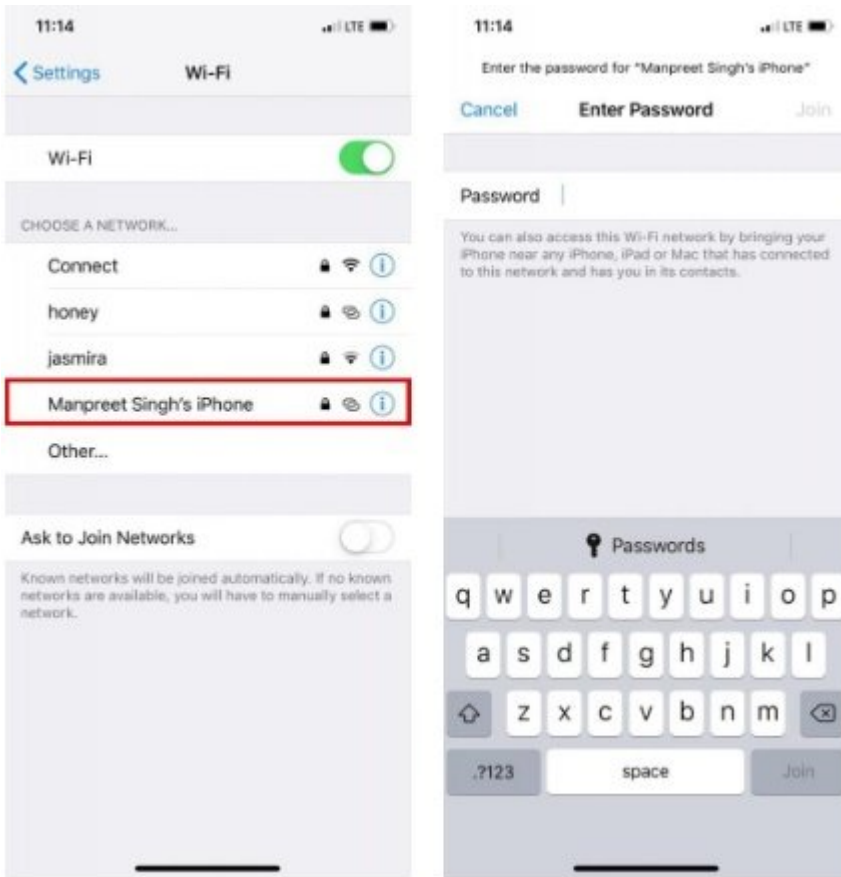 11:14
LTE
Settings
Wi-Fi
Wi-Fi
CHOOSE A NETWORK...
Connect
honey
jasmira
Manpreet Singh's iPhone
Other...
Ask to Join Networks
Known networks will be joined automatically. If no known
networks are available, you will have to manually select a
network.
11:14
LTE
Enter the password for "Manpreet Singh's iPhone"
Cancel
Enter Password
Join
Password
You can also access this Wi-Fi network by bringing your
iPhone near any iPhone, iPad or Mac that has connected
to this network and has you in its contacts.
Passwords
q w e r t y u i o p
a s d f g h j k l
z x c v b n m
.?123 space Join